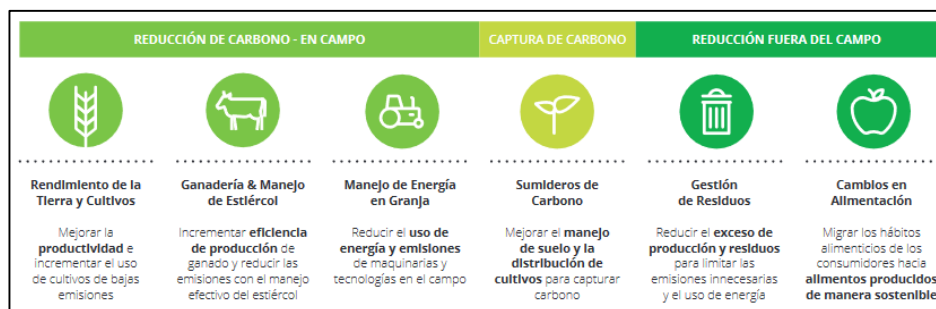 REDUCCIÓN DE CARBONO - EN CAMPO
CAPTURA DE CARBONO
REDUCCIÓN FUERA DEL CAMPO
Rendimiento de la
Tierra y Cultivos
Mejorar la
productividad e
incrementar el uso
de cultivos de bajas
emisiones
Ganadería & Manejo
de Estiércol
Incrementar eficiencia
de producción de
ganado y reducir las
emisiones con el manejo
efectivo del estiércol
Manejo de Energía
en Granja
Reducir el uso de
energía y emisiones
de maquinarias y
tecnologías en el campo
Sumideros de
Carbono
Mejorar el manejo
de suelo y la
distribución de
cultivos para capturar
carbono
Gestión
de Residuos
Reducir el exceso de
producción y residuos
para limitar las
emisiones innecesarias
y el uso de energía
Cambios en
Alimentación
Migrar los hábitos
alimenticios de los
consumidores hacia
alimentos producidos
de manera sostenible